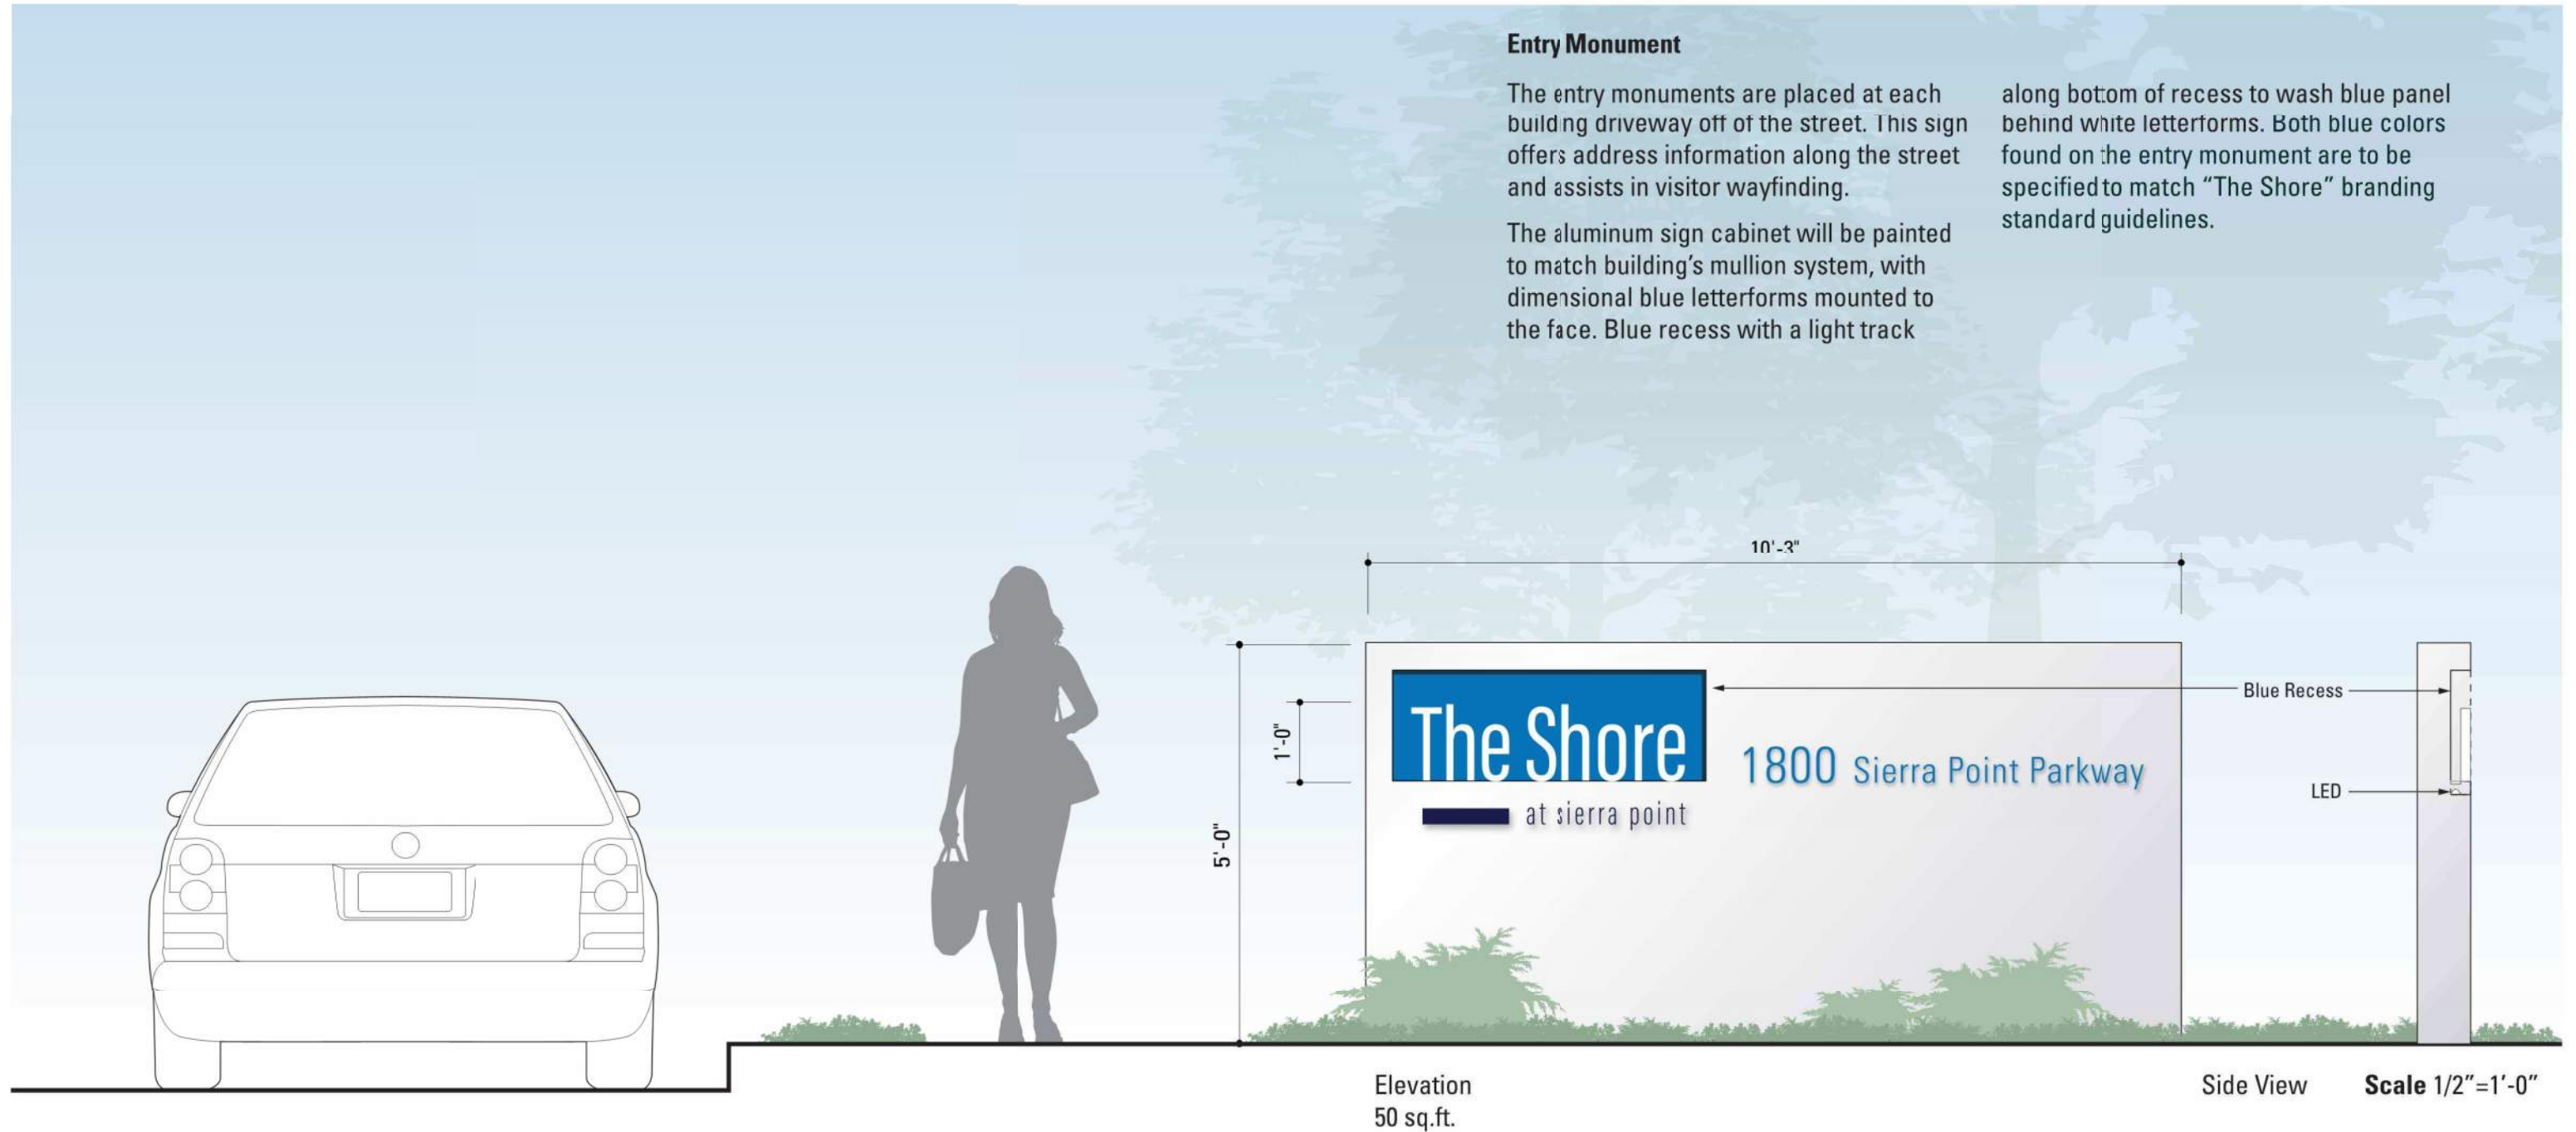 Entry Monument
The entry monuments are placed at each
building driveway off of the street. This sign
offers address information along the street
and assists in visitor wayfinding.
The aluminum sign cabinet will be painted
to match building's mullion system, with
dimensional blue letterforms mounted to
the face. Blue recess with a light track
along bottom of recess to wash blue panel
behind white letterforms. Both blue colors
found on the entry monument are to be
specified to match “The Shore” branding
standard guidelines.
10'-3"
5'-0"
1'-0"
The Shore
at sierra point
1800 Sierra Point Parkway
Blue Recess
LED
Elevation
50 sq.ft.
Side View
Scale 1/2”=1’-0”